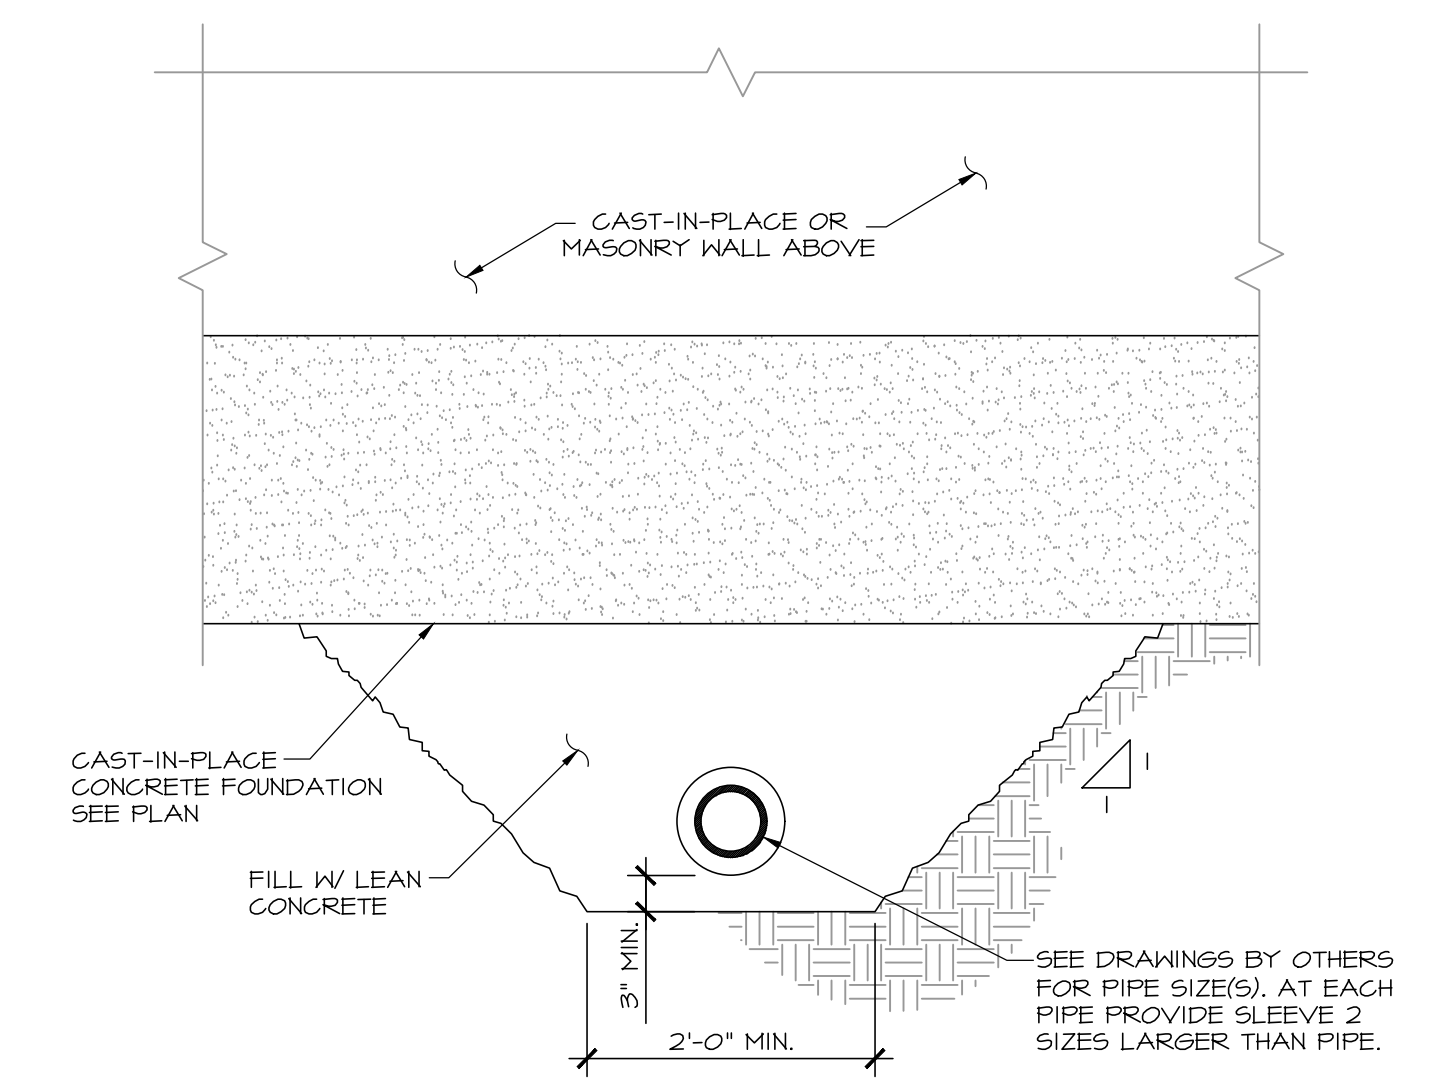 CAST-IN-PLACE OR
MASONRY WALL ABOVE
CAST-IN-PLACE
CONCRETE FOUNDATION
SEE PLAN
1
1
FILL W/ LEAN
CONCRETE
3" MIN.
2'-0" MIN.
SEE DRAWINGS BY OTHERS
FOR PIPE SIZE(S). AT EACH
PIPE PROVIDE SLEEVE 2
SIZES LARGER THAN PIPE.